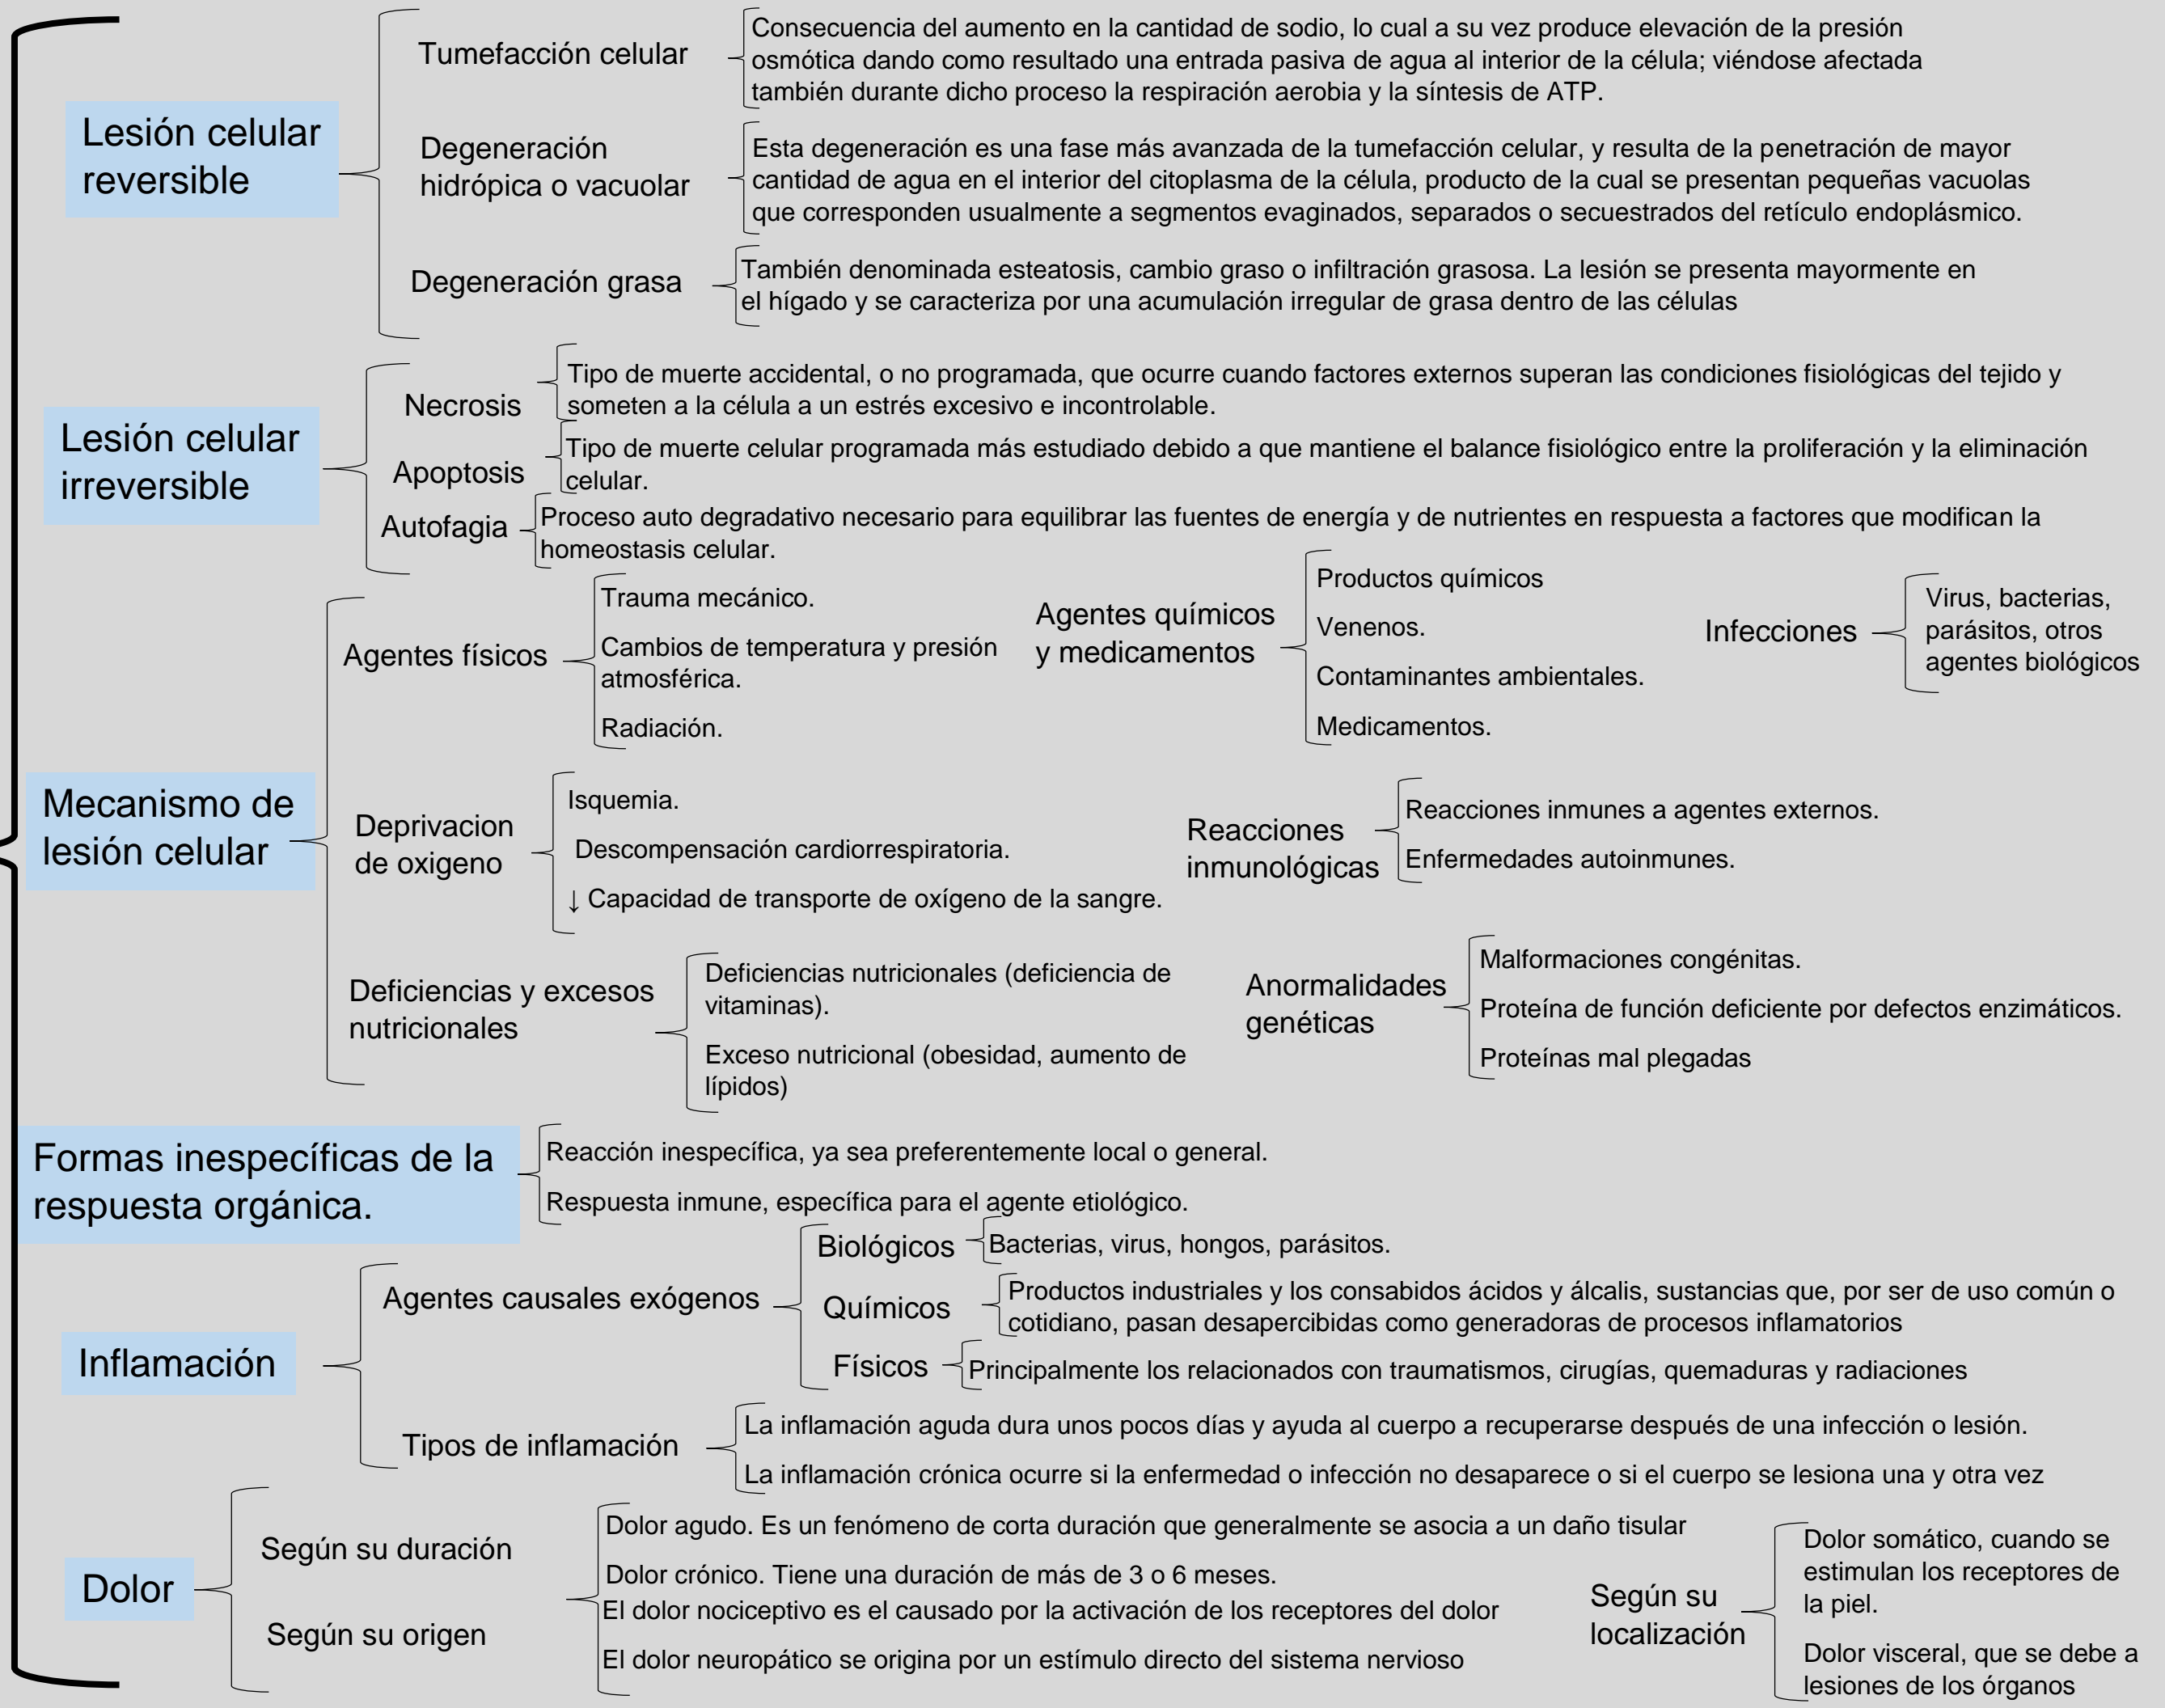 Lesión celular
reversible
Tumefacción celular
Consecuencia del aumento en la cantidad de sodio, lo cual a su vez produce elevación de la presión
osmótica dando como resultado una entrada pasiva de agua al interior de la célula; viéndose afectada
también durante dicho proceso la respiración aerobia y la síntesis de ATP.
Degeneración
hidrópica o vacuolar
Esta degeneración es una fase más avanzada de la tumefacción celular, y resulta de la penetración de mayor
cantidad de agua en el interior del citoplasma de la célula, producto de la cual se presentan pequeñas vacuolas
que corresponden usualmente a segmentos evaginados, separados o secuestrados del retículo endoplásmico.
Degeneración grasa
También denominada esteatosis, cambio graso o infiltración grasosa. La lesión se presenta mayormente en
el hígado y se caracteriza por una acumulación irregular de grasa dentro de las células
Lesión celular
irreversible
Necrosis
Tipo de muerte accidental, o no programada, que ocurre cuando factores externos superan las condiciones fisiológicas del tejido y
someten a la célula a un estrés excesivo e incontrolable.
Apoptosis
Tipo de muerte celular programada más estudiado debido a que mantiene el balance fisiológico entre la proliferación y la eliminación
celular.
Autofagia
Proceso auto degradativo necesario para equilibrar las fuentes de energía y de nutrientes en respuesta a factores que modifican la
homeostasis celular.
Mecanismo de
lesión celular
Agentes físicos
Trauma mecánico.
Cambios de temperatura y presión
atmosférica.
Radiación.
Agentes químicos
y medicamentos
Productos químicos
Venenos.
Contaminantes ambientales.
Medicamentos.
Infecciones
Virus, bacterias,
parásitos, otros
agentes biológicos
Deprivacion
de oxigeno
Isquemia.
Descompensación cardiorrespiratoria.
↓ Capacidad de transporte de oxígeno de la sangre.
Reacciones
inmunológicas
Reacciones inmunes a agentes externos.
Enfermedades autoinmunes.
Deficiencias y excesos
nutricionales
Deficiencias nutricionales (deficiencia de
vitaminas).
Exceso nutricional (obesidad, aumento de
lípidos)
Anormalidades
genéticas
Malformaciones congénitas.
Proteína de función deficiente por defectos enzimáticos.
Proteínas mal plegadas
Formas inespecíficas de la
respuesta orgánica.
Reacción inespecífica, ya sea preferentemente local o general.
Respuesta inmune, específica para el agente etiológico.
Inflamación
Agentes causales exógenos
Biológicos
Bacterias, virus, hongos, parásitos.
Químicos
Productos industriales y los consabidos ácidos y álcalis, sustancias que, por ser de uso común o
cotidiano, pasan desapercibidas como generadoras de procesos inflamatorios
Físicos
Principalmente los relacionados con traumatismos, cirugías, quemaduras y radiaciones
Tipos de inflamación
La inflamación aguda dura unos pocos días y ayuda al cuerpo a recuperarse después de una infección o lesión.
La inflamación crónica ocurre si la enfermedad o infección no desaparece o si el cuerpo se lesiona una y otra vez
Dolor
Según su duración
Dolor agudo. Es un fenómeno de corta duración que generalmente se asocia a un daño tisular
Dolor crónico. Tiene una duración de más de 3 o 6 meses.
Según su origen
El dolor nociceptivo es el causado por la activación de los receptores del dolor
El dolor neuropático se origina por un estímulo directo del sistema nervioso
Según su
localización
Dolor somático, cuando se
estimulan los receptores de
la piel.
Dolor visceral, que se debe a
lesiones de los órganos